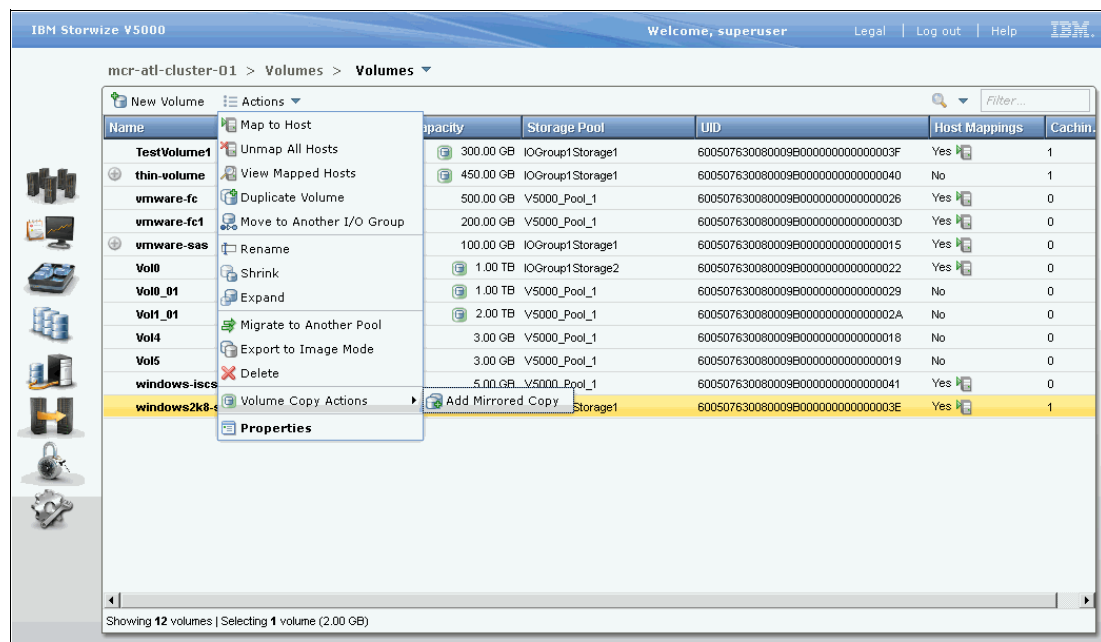 IBM Storwize V5000 Welcome, superuser Legal | Log out | Help IBM.
mcr-atl-cluster-01 > Volumes > Volumes
New Volume Actions Filter...
Name apacity Storage Pool UID Host Mappings Cachin.
Map to Host
TestVolume1 300.00 GB IOGroup1Storage1 600507630080009B000000000000003F Yes 1
Unmap All Hosts
thin-volume 450.00 GB IOGroup1Storage1 600507630080009B0000000000000040 No 1
View Mapped Hosts
vmware-fc 500.00 GB V5000_Pool_1 600507630080009B0000000000000026 Yes 0
Duplicate Volume
vmware-fc1 200.00 GB V5000_Pool_1 600507630080009B000000000000003D Yes 0
Move to Another I/O Group
vmware-sas 100.00 GB IOGroup1Storage1 600507630080009B0000000000000015 Yes 0
Rename
Vol0 1.00 TB IOGroup1Storage2 600507630080009B0000000000000022 Yes 0
Shrink
Vol0_01 1.00 TB V5000_Pool_1 600507630080009B0000000000000029 No 0
Expand
Vol1_01 2.00 TB V5000_Pool_1 600507630080009B000000000000002A No 0
Migrate to Another Pool
Vol4 3.00 GB V5000_Pool_1 600507630080009B0000000000000018 No 0
Export to Image Mode
Vol5 3.00 GB V5000_Pool_1 600507630080009B0000000000000019 No 0
Delete
windows-iscs 5.00 GB V5000_Pool_1 600507630080009B0000000000000041 Yes 0
Volume Copy Actions Add Mirrored Copy
windows2k8-s Storage1 600507630080009B000000000000003E Yes 1
Properties
Showing 12 volumes | Selecting 1 volume (2.00 GB)